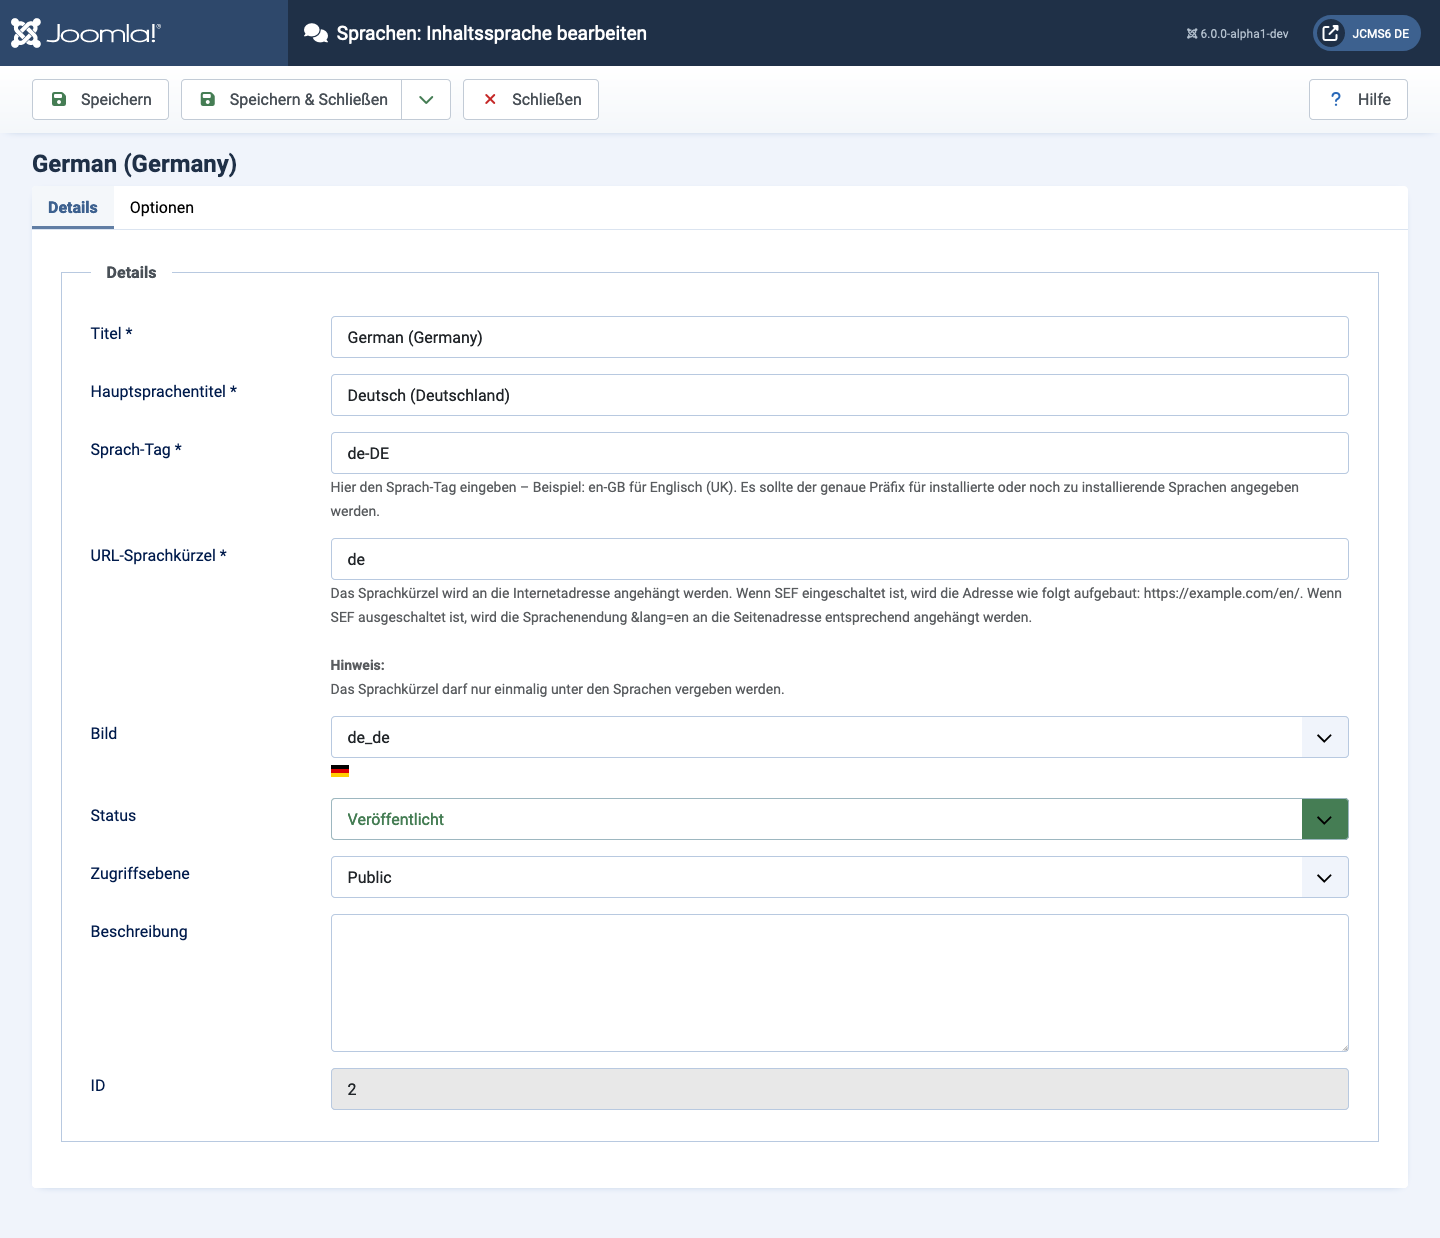 Joomla!®
Sprachen: Inhaltssprache bearbeiten
6.0.0-alpha1-dev
JCMS6 DE
Speichern
Speichern & Schließen
Schließen
? Hilfe
German (Germany)
Details
Optionen
Details
Titel *
German (Germany)
Hauptsprachentitel *
Deutsch (Deutschland)
Sprach-Tag *
de-DE
Hier den Sprach-Tag eingeben – Beispiel: en-GB für Englisch (UK). Es sollte der genaue Präfix für installierte oder noch zu installierende Sprachen angegeben
werden.
URL-Sprachkürzel *
de
Das Sprachkürzel wird an die Internetadresse angehängt werden. Wenn SEF eingeschaltet ist, wird die Adresse wie folgt aufgebaut: https://example.com/en/. Wenn
SEF ausgeschaltet ist, wird die Sprachenendung &lang=en an die Seitenadresse entsprechend angehängt werden.
Hinweis:
Das Sprachkürzel darf nur einmalig unter den Sprachen vergeben werden.
Bild
de_de
Status
Veröffentlicht
Zugriffsebene
Public
Beschreibung
ID
2